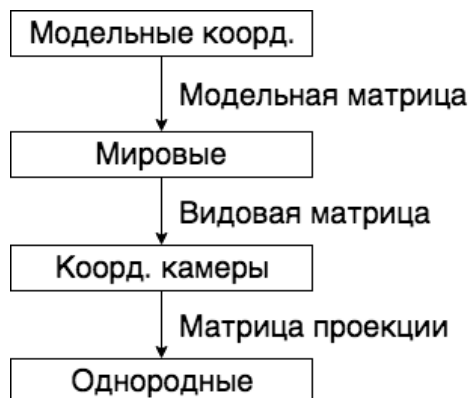 Модельные коорд.
Модельная матрица
Мировые
Видовая матрица
Коорд. камеры
Матрица проекции
Однородные